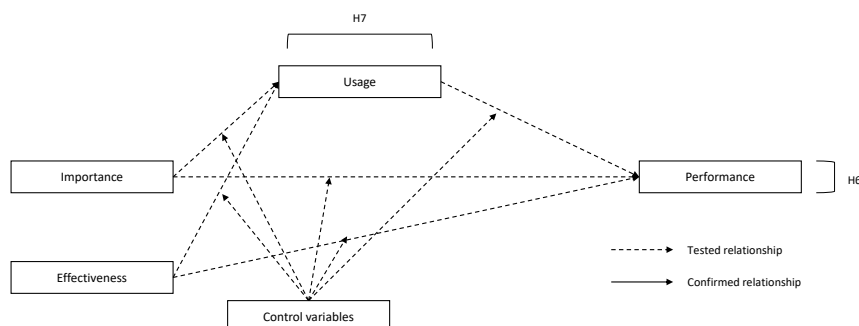 H7
Usage
Importance
Performance
H6
Tested relationship
Effectiveness
Confirmed relationship
Control variables